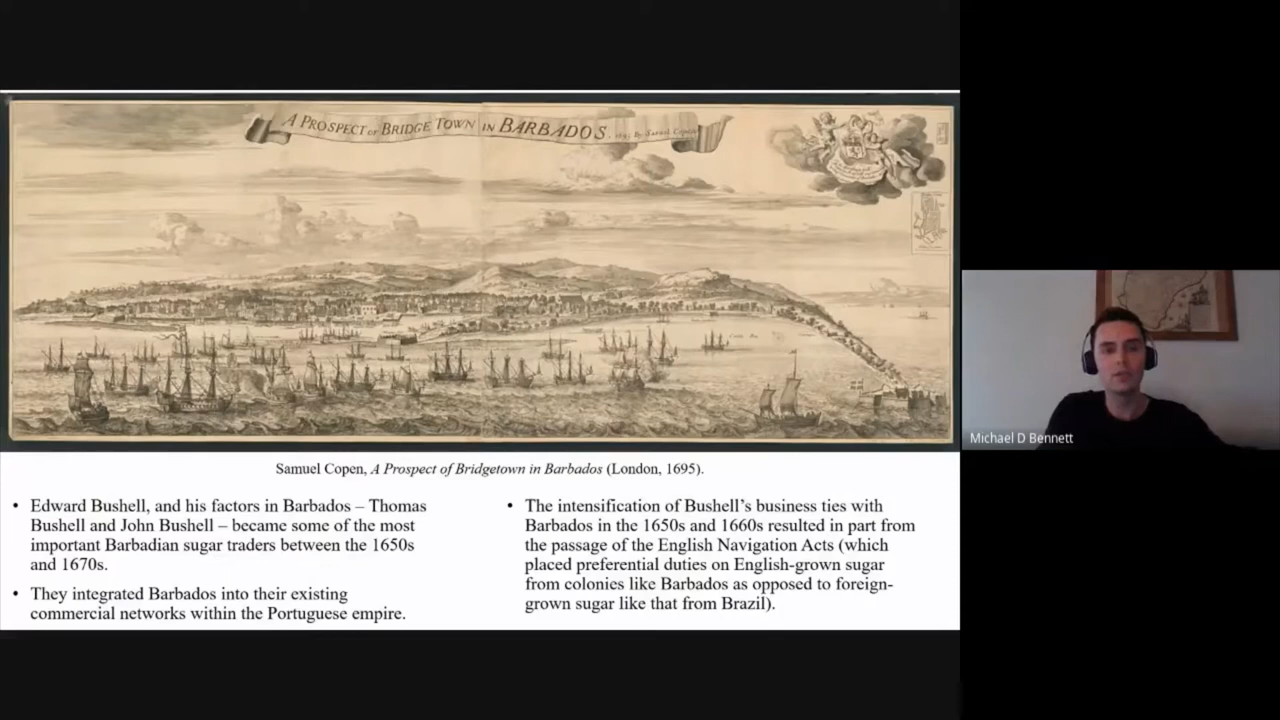 A PROSPECT OF BRIDGE TOWN IN BARBADOS. By Samuel Copen
Samuel Copen, A Prospect of Bridgetown in Barbados (London, 1695).
• Edward Bushell, and his factors in Barbados – Thomas
Bushell and John Bushell – became some of the most
important Barbadian sugar traders between the 1650s
and 1670s.
• They integrated Barbados into their existing
commercial networks within the Portuguese empire.
• The intensification of Bushell’s business ties with
Barbados in the 1650s and 1660s resulted in part from
the passage of the English Navigation Acts (which
placed preferential duties on English-grown sugar
from colonies like Barbados as opposed to foreign-
grown sugar like that from Brazil).
Michael D Bennett